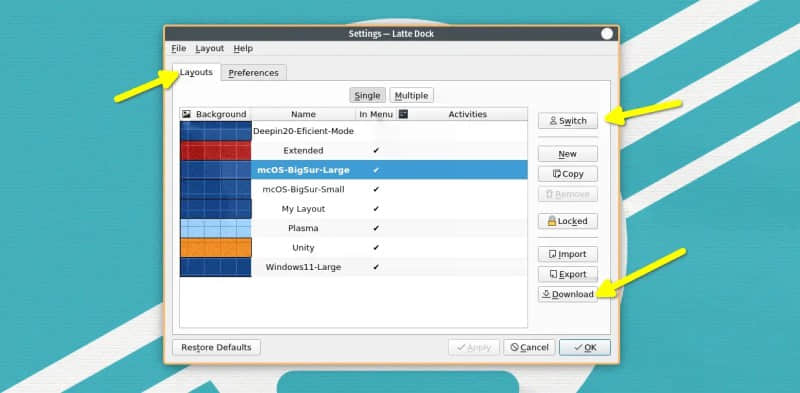 Settings — Latte Dock
File Layout Help
Layouts Preferences
Single Multiple
Background Name In Menu Activities
Deepin20-Eficient-Mode
Extended ✔
mcOS-BigSur-Large ✔
mcOS-BigSur-Small ✔
My Layout ✔
Plasma ✔
Unity ✔
Windows11-Large ✔
Switch
New
Copy
Remove
Locked
Import
Export
Download
Restore Defaults Apply Cancel OK